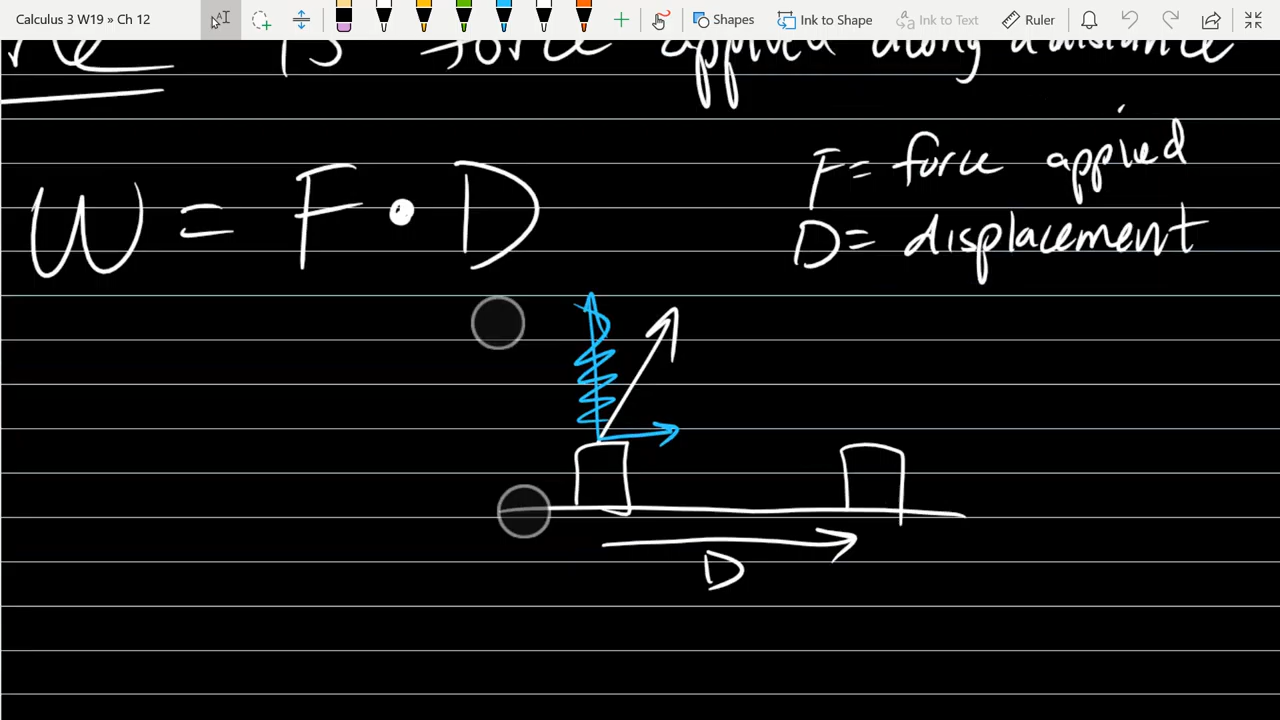 Calculus 3 W19 » Ch 12
Shapes
Ink to Shape
Ink to Text
Ruler
is force applied along a distance
W = F • D
F = force applied
D = displacement
D